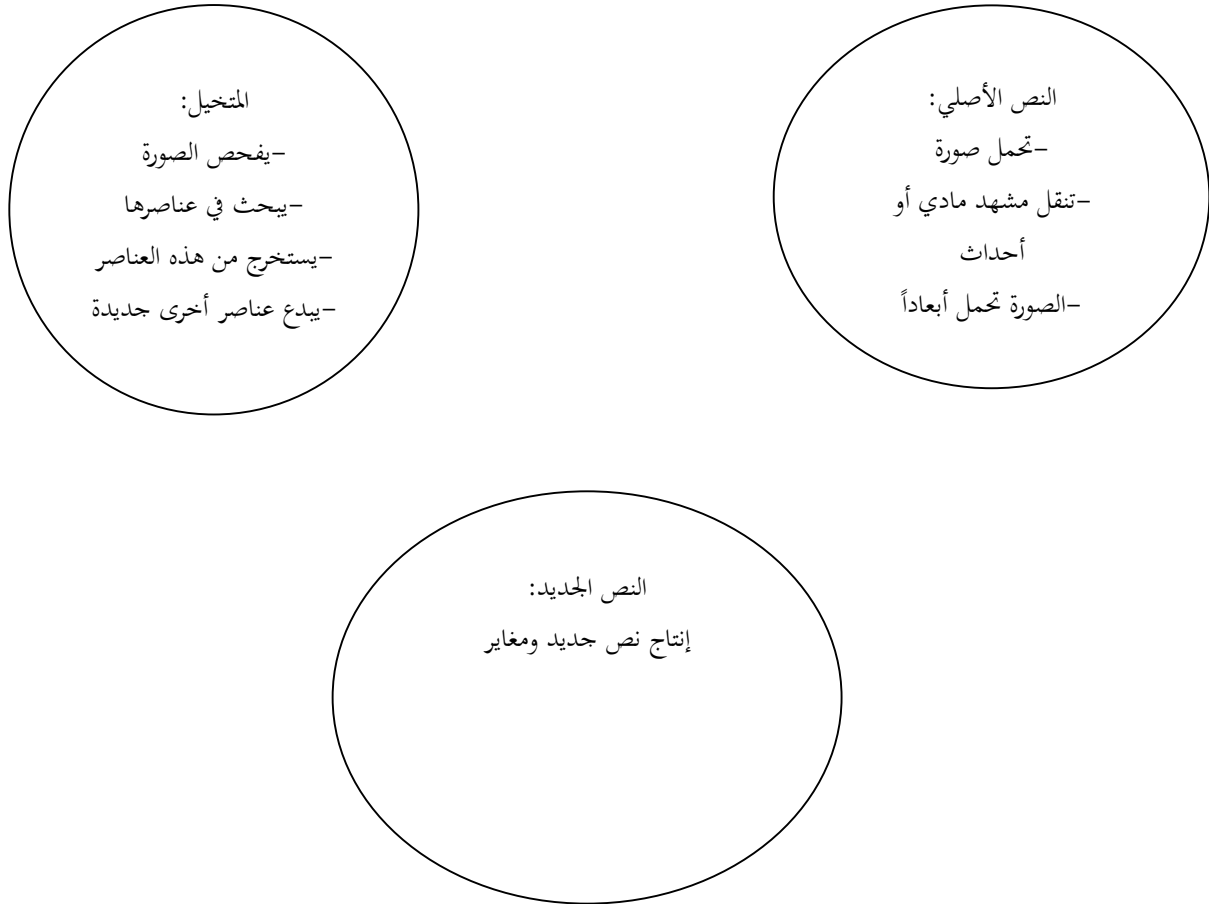 النص الأصلي:
-تحمل صورة
-تنقل مشهد مادي أو
أحداث
-الصورة تحمل أبعاداً
المتخيل:
-يفحص الصورة
-يبحث في عناصرها
-يستخرج من هذه العناصر
-يبدع عناصر أخرى جديدة
النص الجديد:
إنتاج نص جديد ومغاير